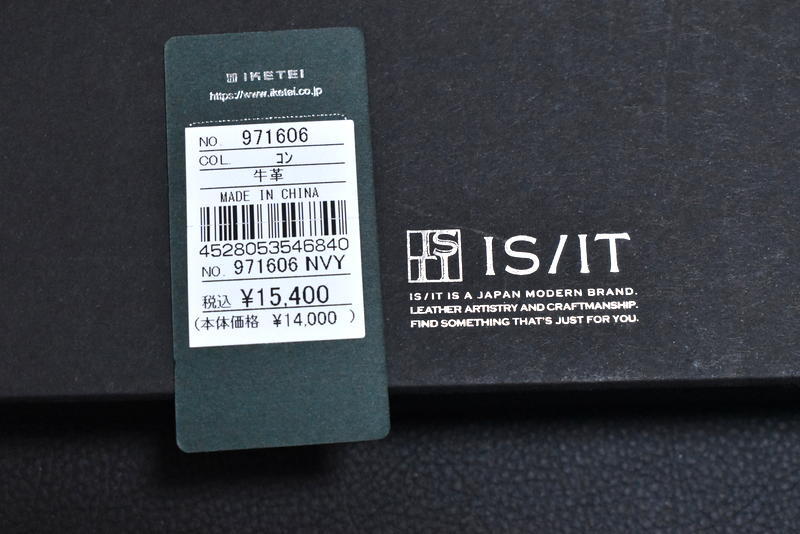 IKETEI
https://www.iketei.co.jp
NO. 971606
COL. コン
牛革
MADE IN CHINA
4528053546840
NO. 971606 NVY
税込 ¥15,400
(本体価格 ¥14,000 )
IS/IT
IS/IT
IS/IT IS A JAPAN MODERN BRAND.
LEATHER ARTISTRY AND CRAFTMANSHIP.
FIND SOMETHING THAT'S JUST FOR YOU.